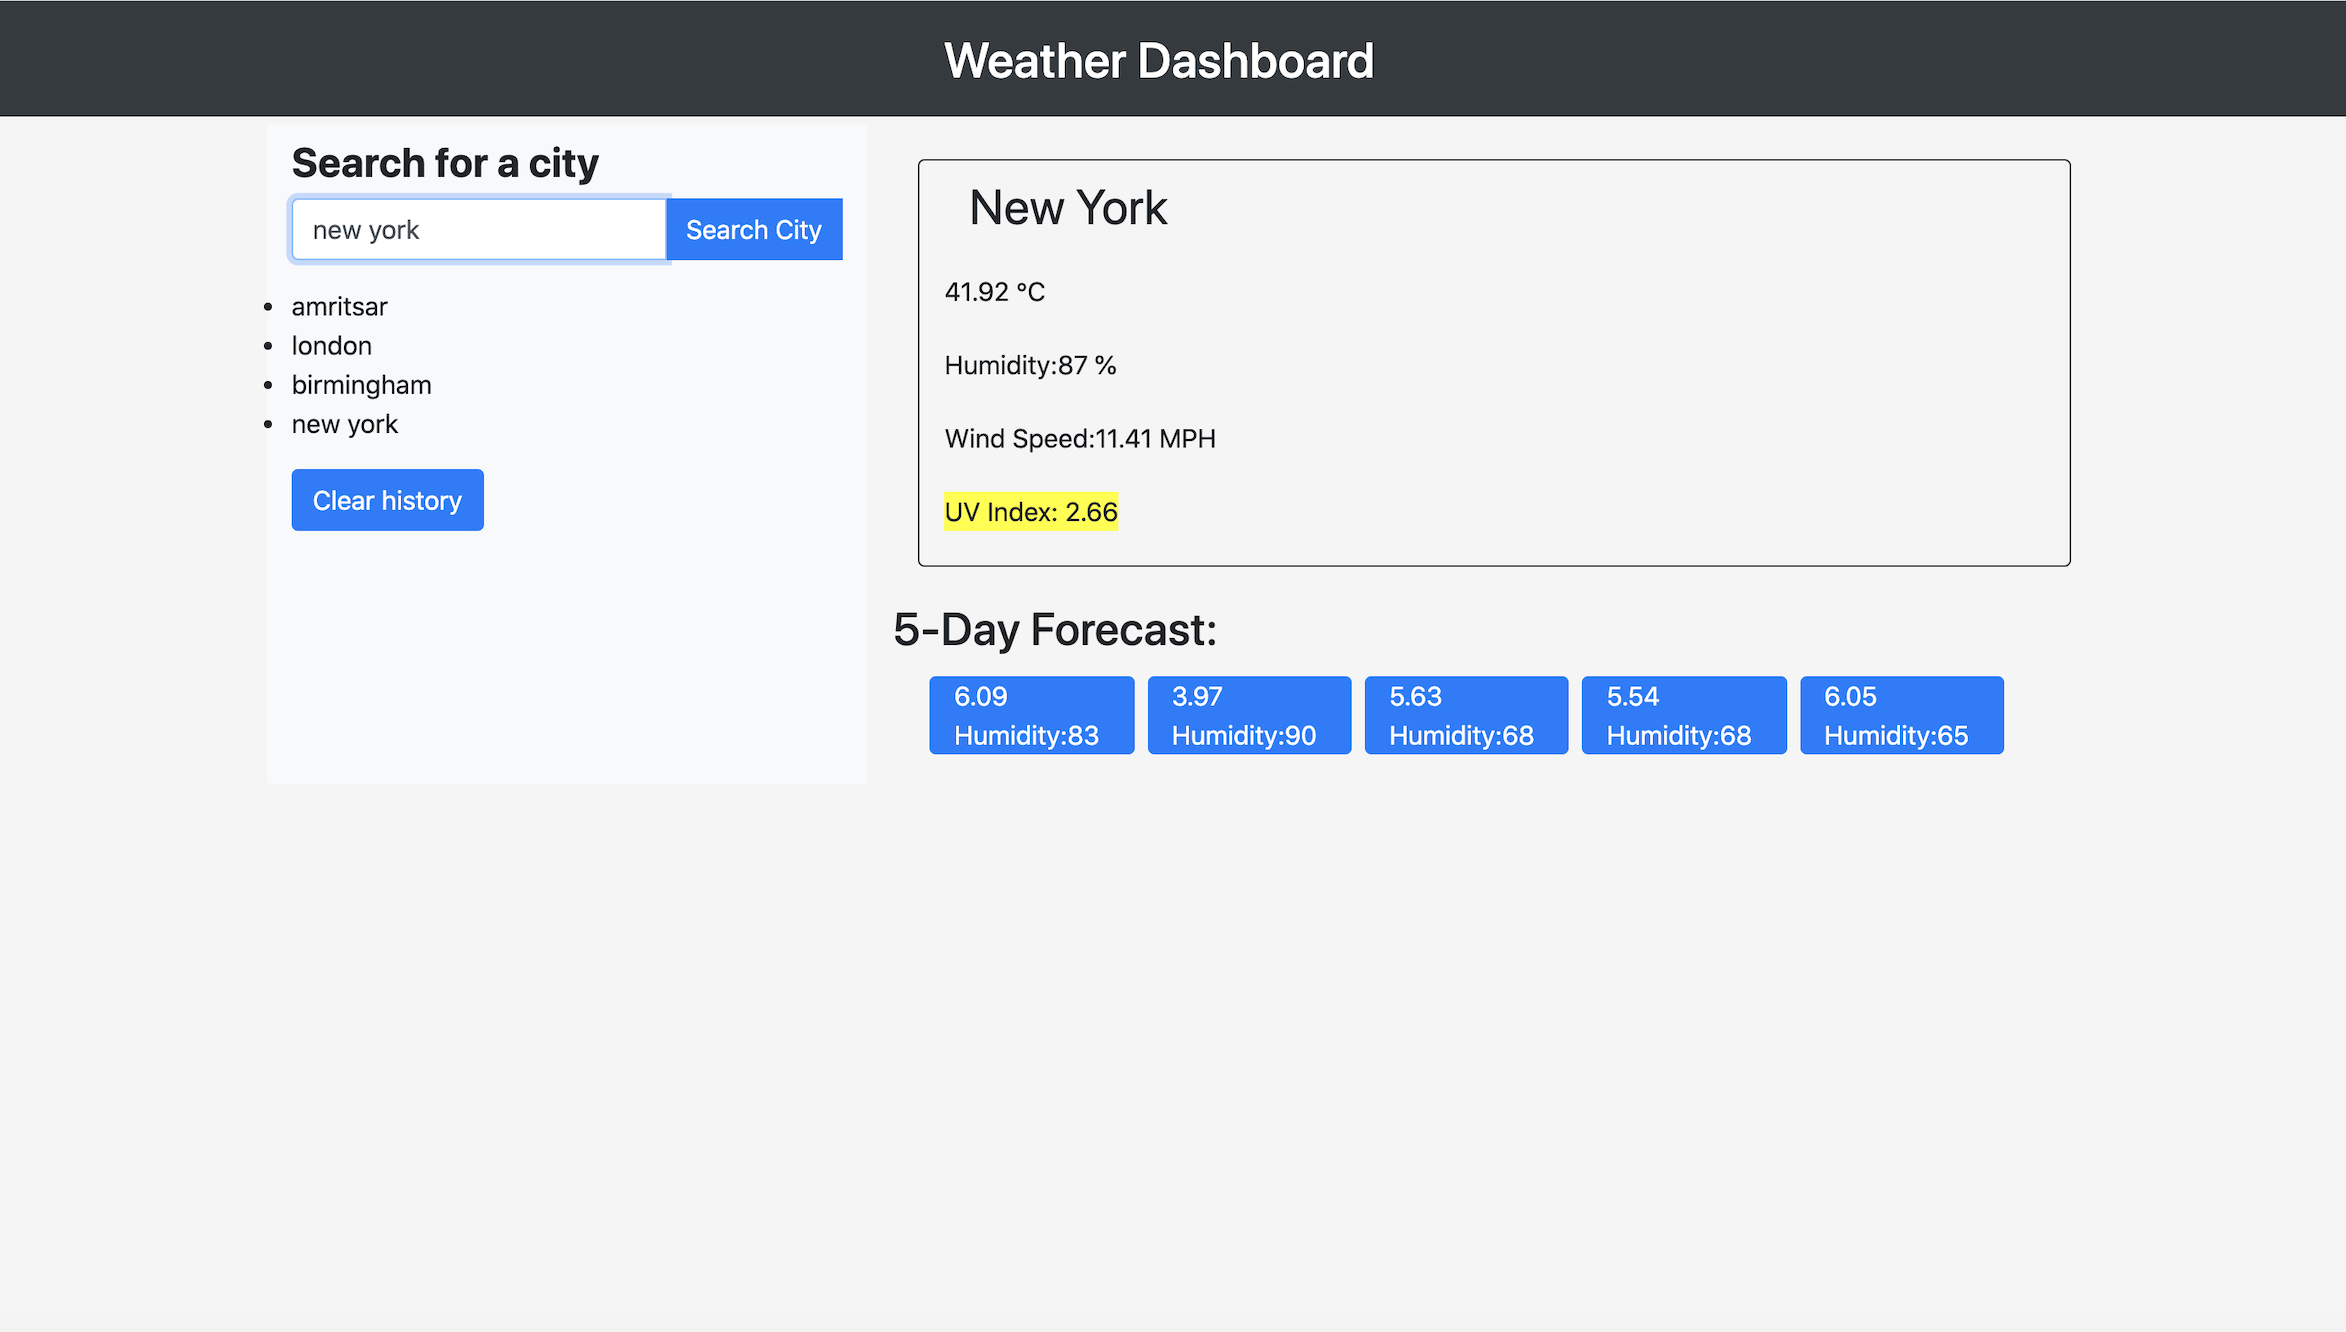 Weather Dashboard
Search for a city
new york
Search City
amritsar
london
birmingham
new york
Clear history
New York
41.92 °C
Humidity:87 %
Wind Speed:11.41 MPH
UV Index: 2.66
5-Day Forecast:
6.09
Humidity:83
3.97
Humidity:90
5.63
Humidity:68
5.54
Humidity:68
6.05
Humidity:65